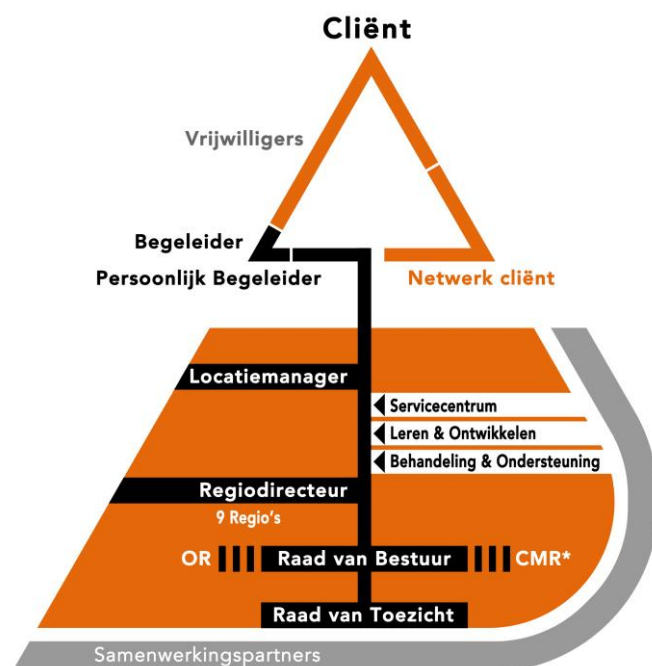 Cliënt
Vrijwilligers
Begeleider
Persoonlijk Begeleider
Netwerk cliënt
Locatiemanager
Servicecentrum
Leren & Ontwikkelen
Behandeling & Ondersteuning
Regiodirecteur
9 Regio's
OR Raad van Bestuur CMR*
Raad van Toezicht
Samenwerkingspartners